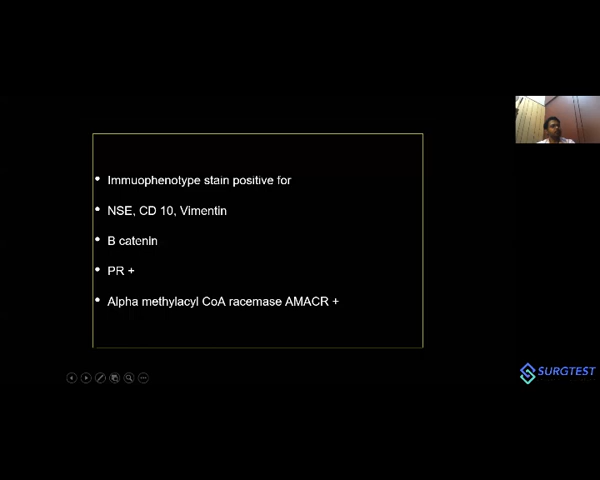 Immuophenotype stain positive for
NSE, CD 10, Vimentin
B catenin
PR +
Alpha methylacyl CoA racemase AMACR +
SURGTEST